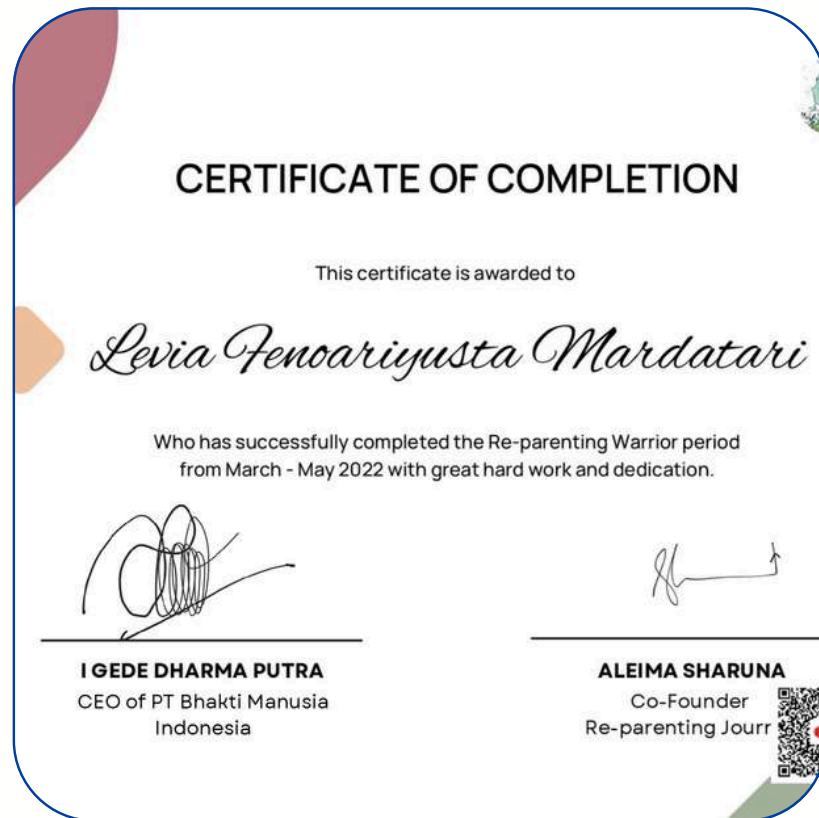 CERTIFICATE OF COMPLETION
This certificate is awarded to
Levia Fenoariyusta Mardatari
Who has successfully completed the Re-parenting Warrior period
from March - May 2022 with great hard work and dedication.
I GEDE DHARMA PUTRA
CEO of PT Bhakti Manusia
Indonesia
ALEIMA SHARUNA
Co-Founder
Re-parenting